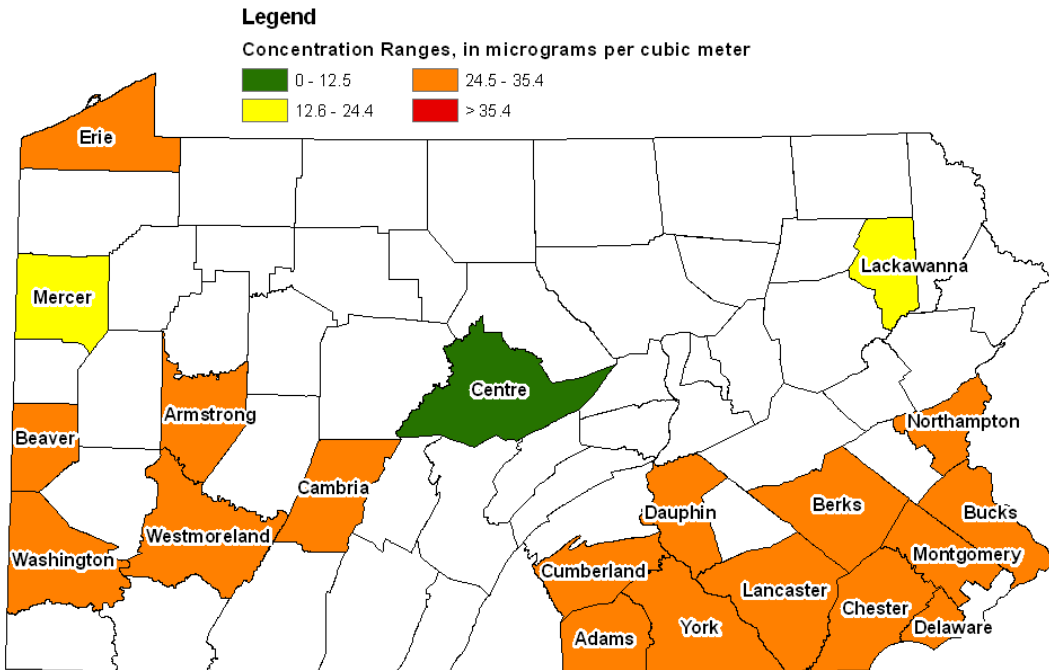 Legend
Concentration Ranges, in micrograms per cubic meter
0 - 12.5
24.5 - 35.4
12.6 - 24.4
> 35.4
Erie
Lackawanna
Mercer
Centre
Armstrong
Northampton
Beaver
Cambria
Berks
Bucks
Dauphin
Westmoreland
Montgomery
Washington
Cumberland
Lancaster
Chester
York
Delaware
Adams